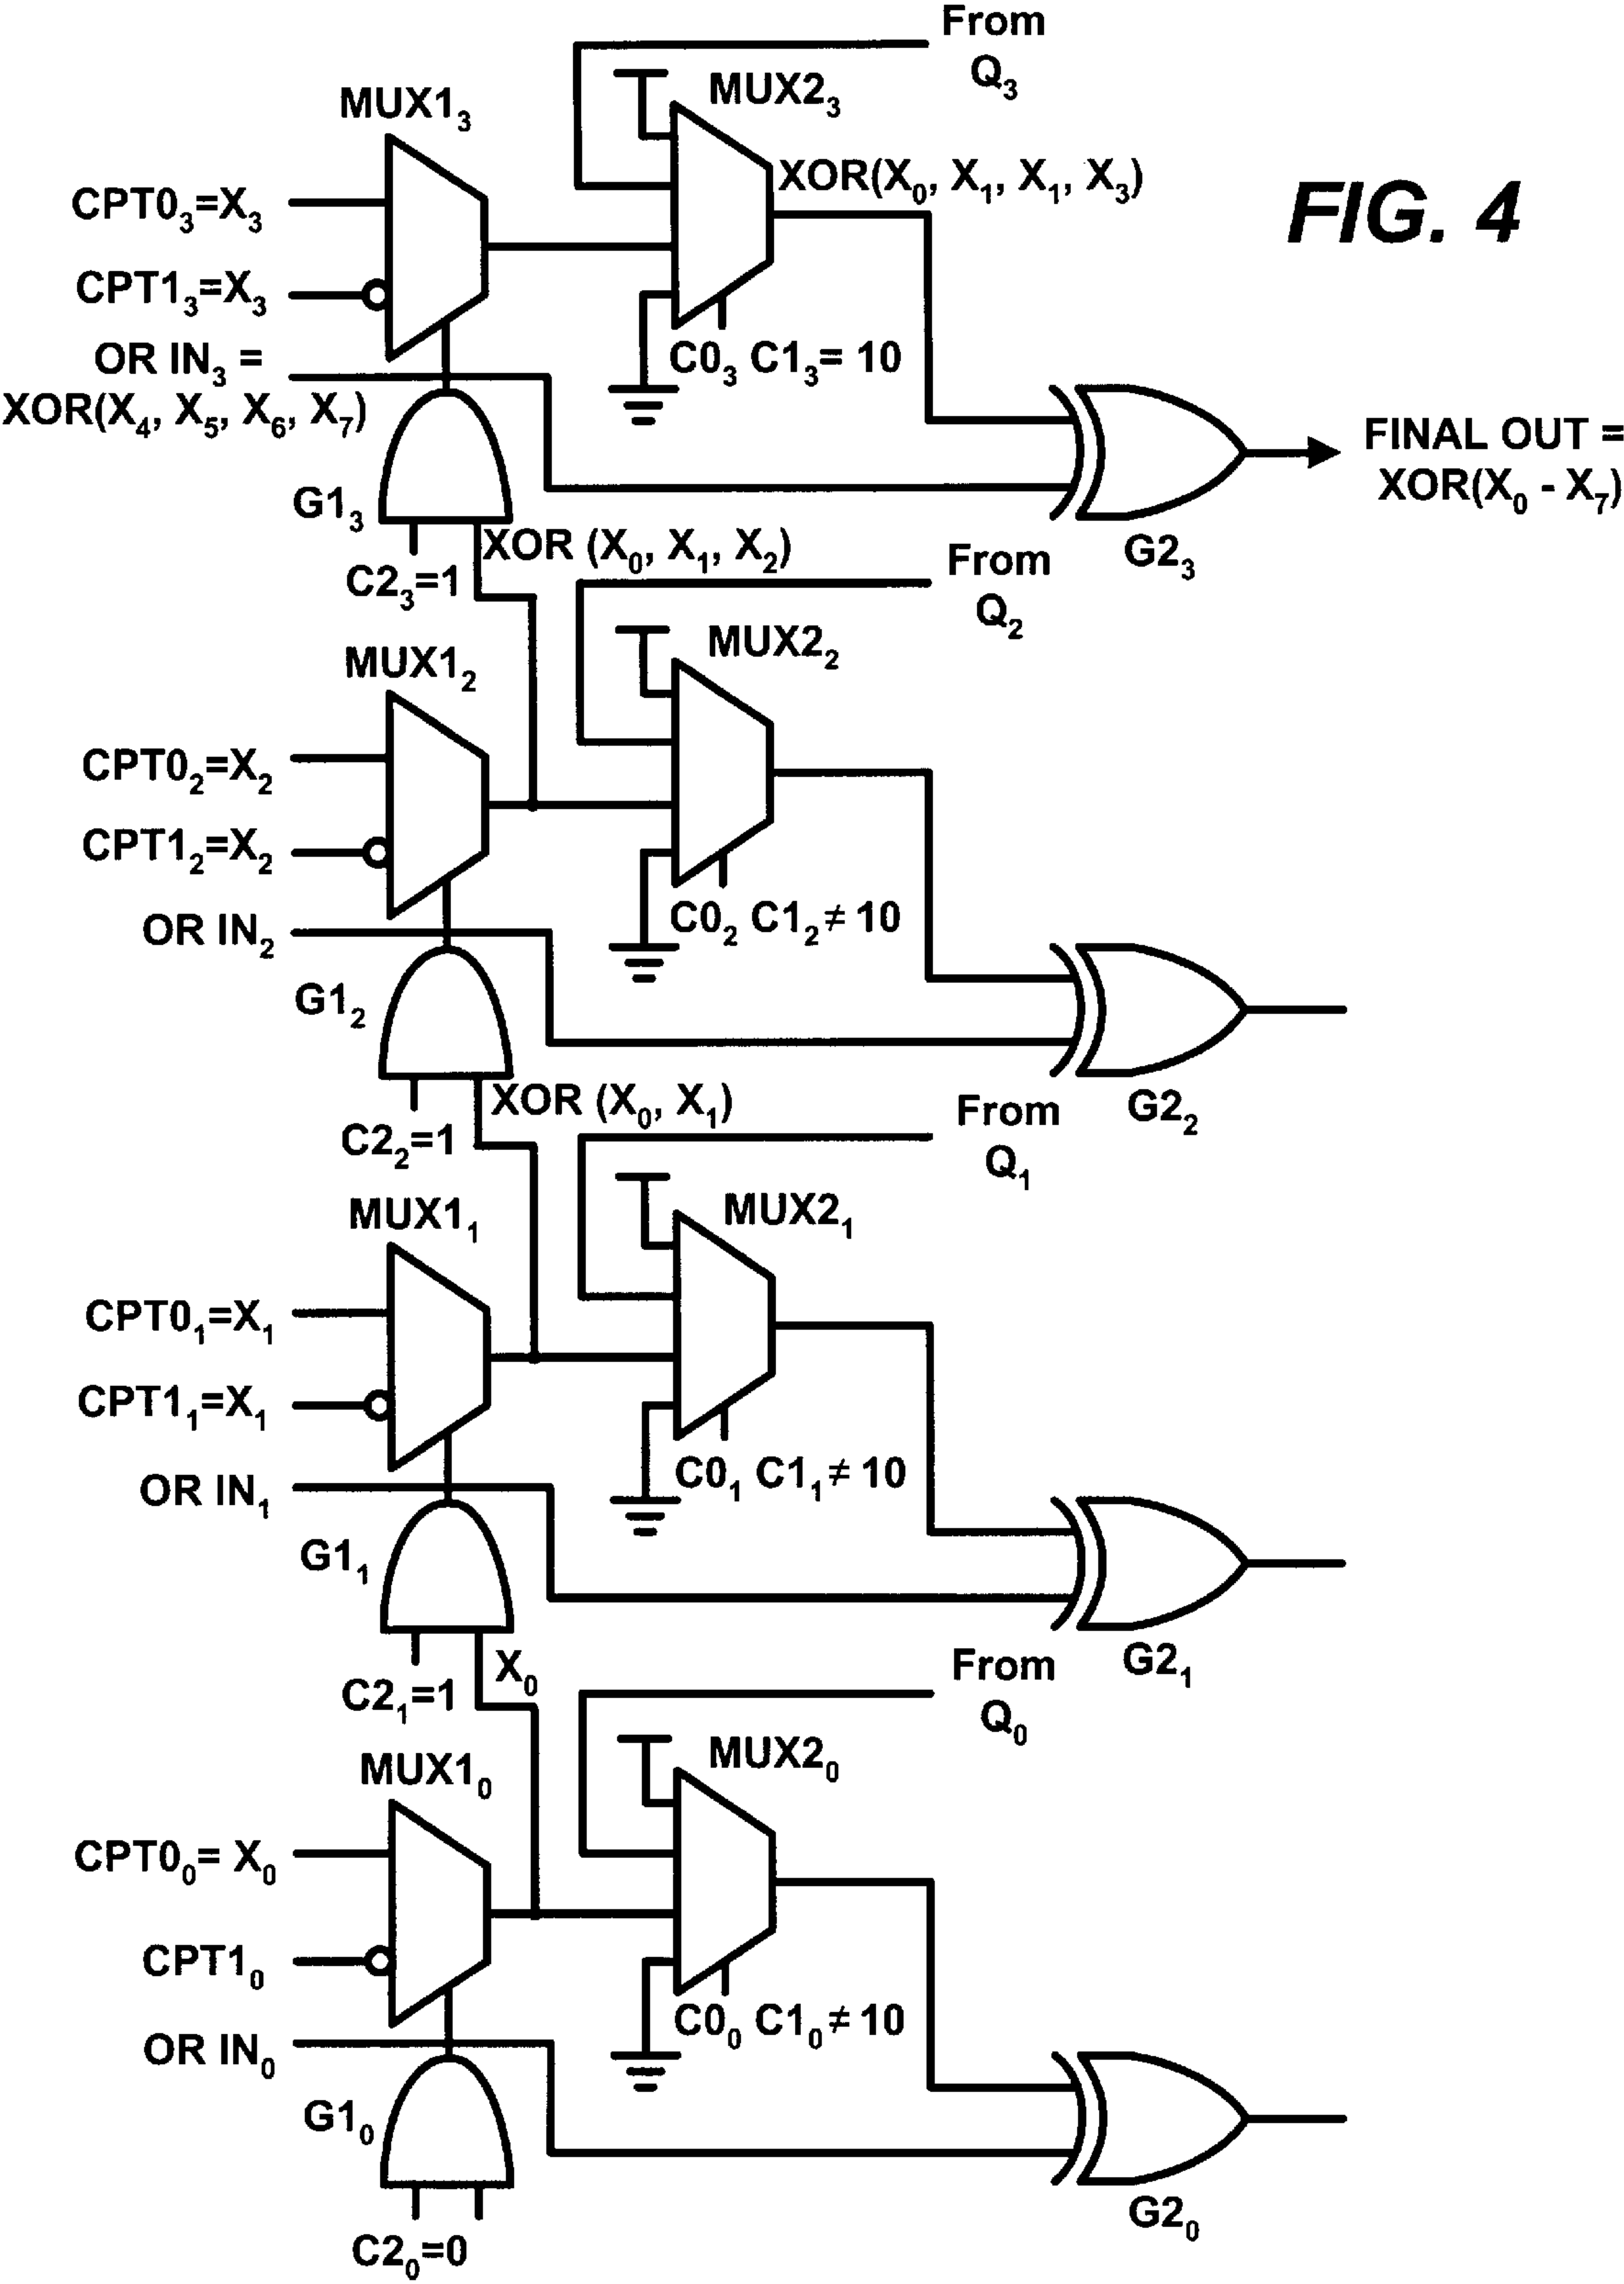 From
Q3
MUX13
MUX23
CPT03=X3
XOR(X0, X1, X1, X3)
FIG. 4
CPT13=X3
OR IN3 =
XOR(X4, X5, X6, X7)
C03 C13= 10
FINAL OUT =
XOR(X0 - X7)
G13
G23
XOR (X0, X1, X2)
C23=1
From
Q2
MUX12
MUX22
CPT02=X2
CPT12=X2
OR IN2
C02 C12 ≠ 10
G12
G22
XOR (X0, X1)
C22=1
From
Q1
MUX11
MUX21
CPT01=X1
CPT11=X1
OR IN1
C01 C11 ≠ 10
G11
G21
X0
C21=1
From
Q0
MUX10
MUX20
CPT00= X0
CPT10
OR IN0
C00 C10 ≠ 10
G10
G20
C20=0